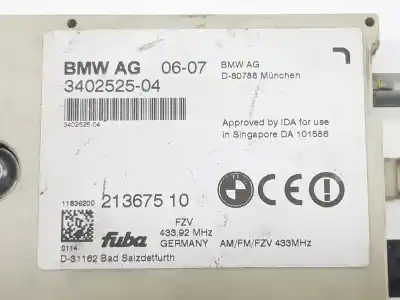 BMW AG 06-07
3402525-04
BMW AG
D-80788 München
3402525-04
Approved by IDA for use
in Singapore DA 101586
11836200 213675 10
BMW
CE
0114
fuba
FZV
433,92 MHz
GERMANY
AM/FM/FZV 433MHz
D-31162 Bad Salzdetfurth